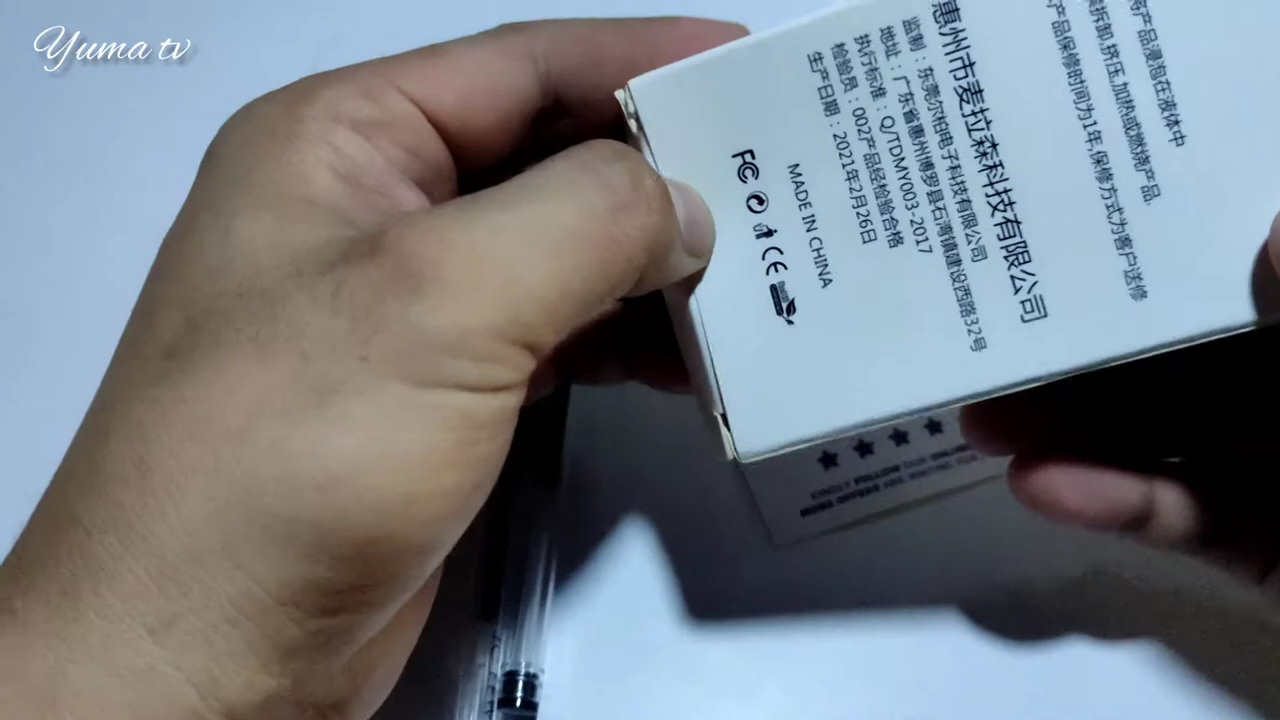 Yuma tv
将产品浸泡在液体中
拆卸,挤压,加热或燃烧产品.
产品保修时间为1年,保修方式为客户送修
惠州市麦拉森科技有限公司
监制:东莞尔柏电子科技有限公司
地址:广东省惠州博罗县石湾镇建设西路32号
执行标准:Q/TDMY003-2017
检验员:002产品经检验合格
生产日期:2021年2月26日
MADE IN CHINA
FC CE RoHS